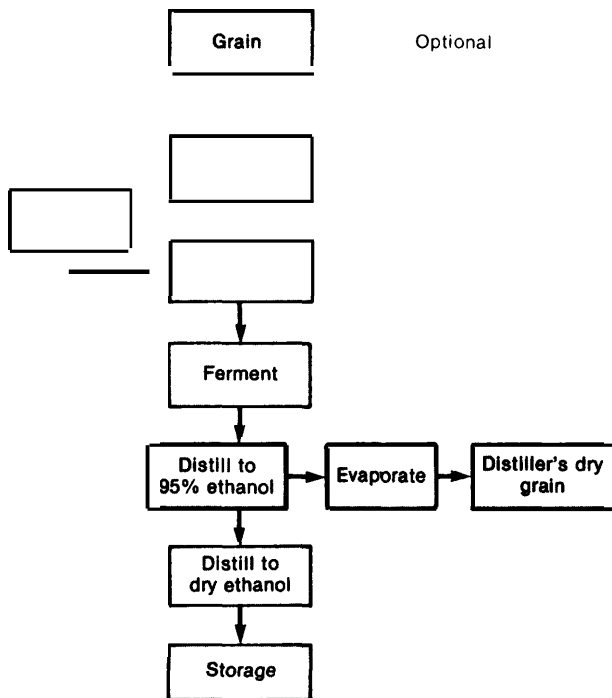 Grain
Optional
Ferment
Distill to
95% ethanol
Evaporate
Distiller's dry
grain
Distill to
dry ethanol
Storage